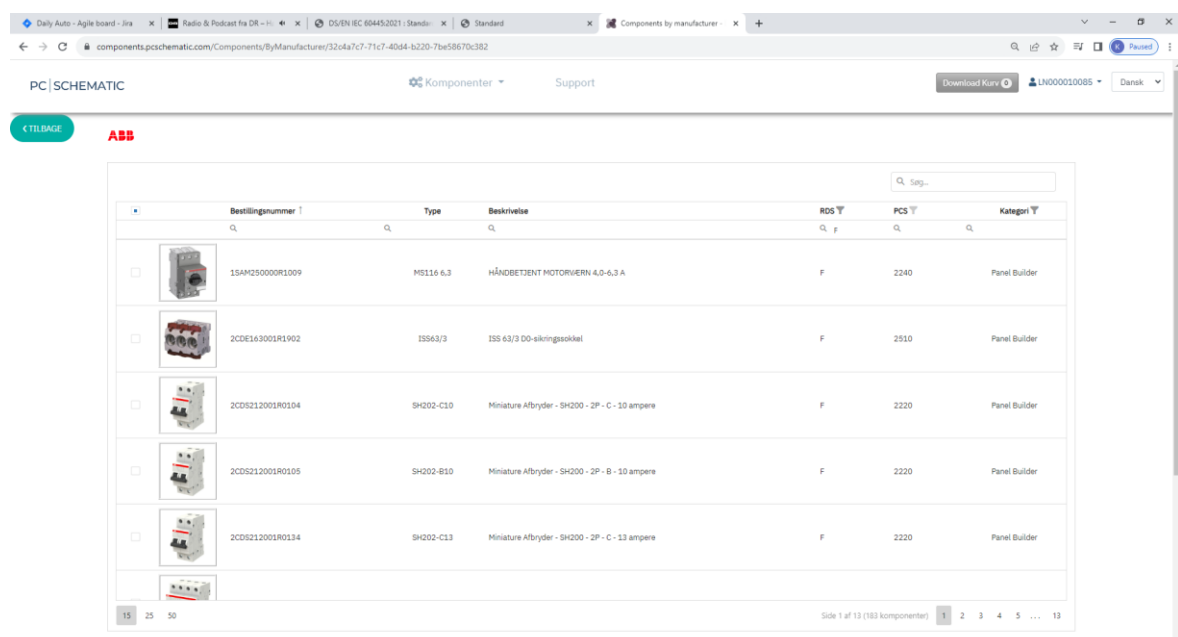 Daily Auto - Agile board - Jira
Radio & Podcast fra DR – H
DS/EN IEC 60445:2021 : Standar
Standard
Components by manufacturer -
components.pcschematic.com/Components/ByManufacturer/32c4a7c7-71c7-40d4-b220-7be58670c382
K Paused
PC|SCHEMATIC
Komponenter
Support
Download Kurv 0
LN000010085
Dansk
TILBAGE
ABB
Søg...
Bestillingsnummer Type Beskrivelse RDS PCS Kategori
F
1SAM250000R1009 MS116 6.3 HÅNDBETJENT MOTORVÆRN 4,0-6,3 A F 2240 Panel Builder
2CDE163001R1902 ISS63/3 ISS 63/3 D0-sikringssokkel F 2510 Panel Builder
2CDS212001R0104 SH202-C10 Miniature Afbryder - SH200 - 2P - C - 10 ampere F 2220 Panel Builder
2CDS212001R0105 SH202-B10 Miniature Afbryder - SH200 - 2P - B - 10 ampere F 2220 Panel Builder
2CDS212001R0134 SH202-C13 Miniature Afbryder - SH200 - 2P - C - 13 ampere F 2220 Panel Builder
15 25 50
Side 1 af 13 (183 komponenter) 1 2 3 4 5 ... 13